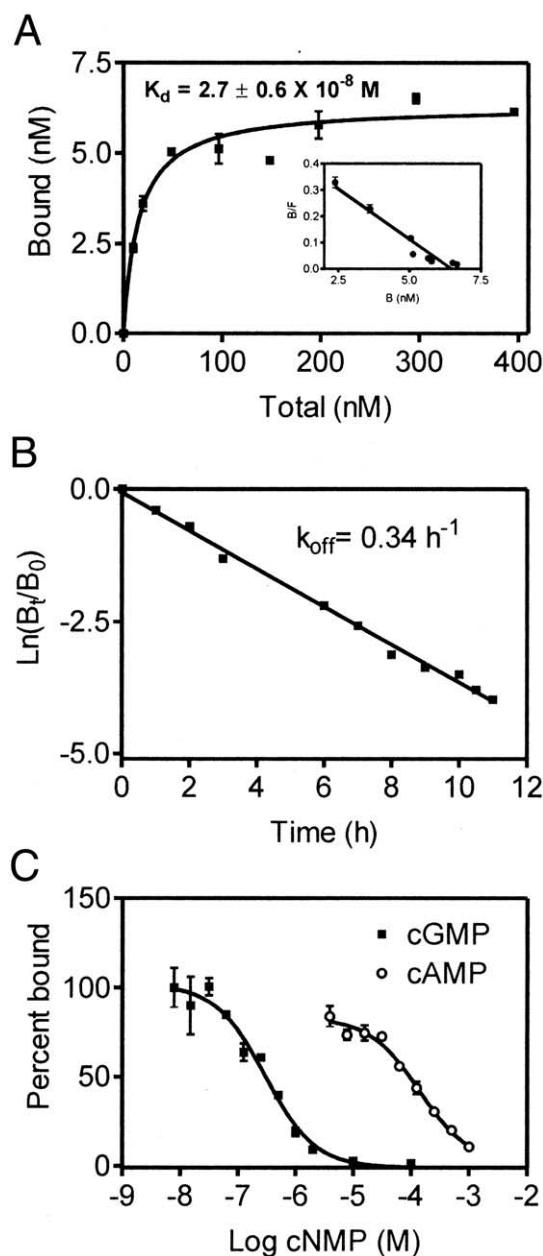 A
K_d = 2.7 ± 0.6 X 10⁻⁸ M
7.5
5.0
2.5
0.0
Bound (nM)
0.4
0.3
0.2
0.1
0.0
B/F
2.5 5.0 7.5
B (nM)
0 100 200 300 400
Total (nM)
B
k_off = 0.34 h⁻¹
0.0
-2.5
-5.0
Ln(B_t/B_0)
0 2 4 6 8 10 12
Time (h)
C
150
100
50
0
Percent bound
cGMP
cAMP
-9 -8 -7 -6 -5 -4 -3 -2
Log cNMP (M)